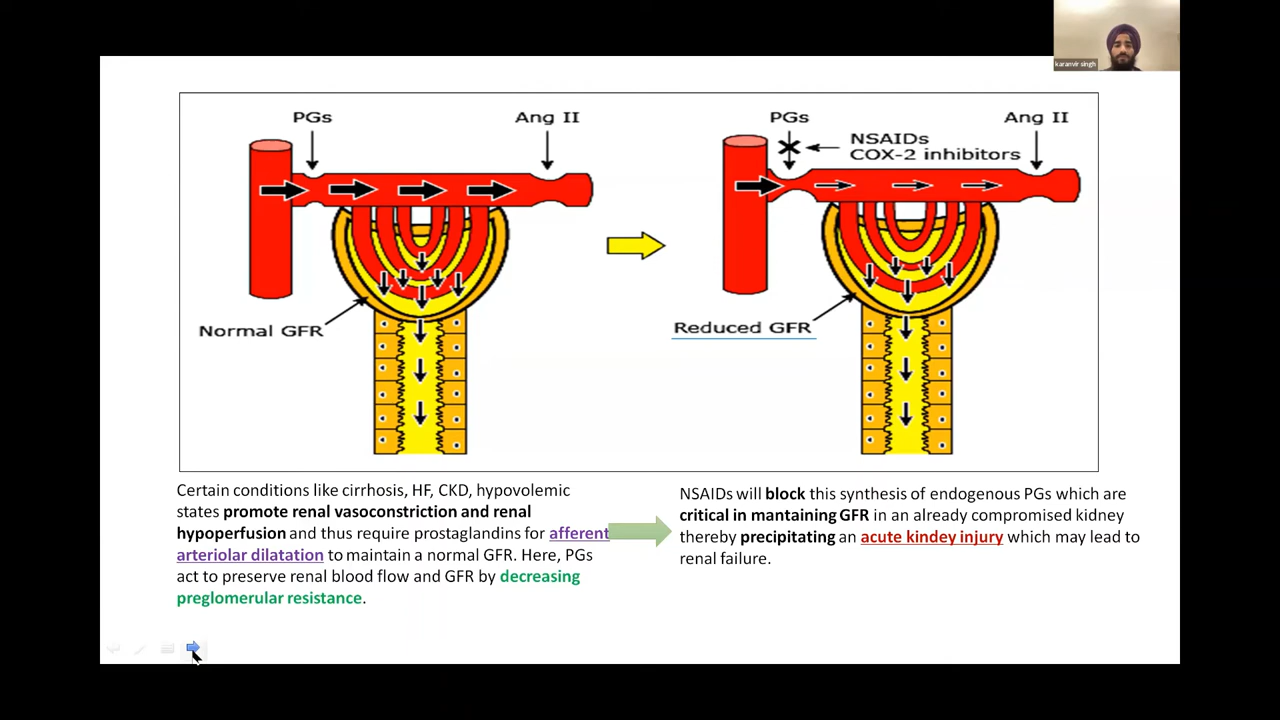 karanvir singh
PGs
Ang II
Normal GFR
PGs
Ang II
NSAIDs
COX-2 inhibitors
Reduced GFR
Certain conditions like cirrhosis, HF, CKD, hypovolemic
states promote renal vasoconstriction and renal
hypoperfusion and thus require prostaglandins for afferent
arteriolar dilatation to maintain a normal GFR. Here, PGs
act to preserve renal blood flow and GFR by decreasing
preglomerular resistance.
NSAIDs will block this synthesis of endogenous PGs which are
critical in mantaining GFR in an already compromised kidney
thereby precipitating an acute kindey injury which may lead to
renal failure.